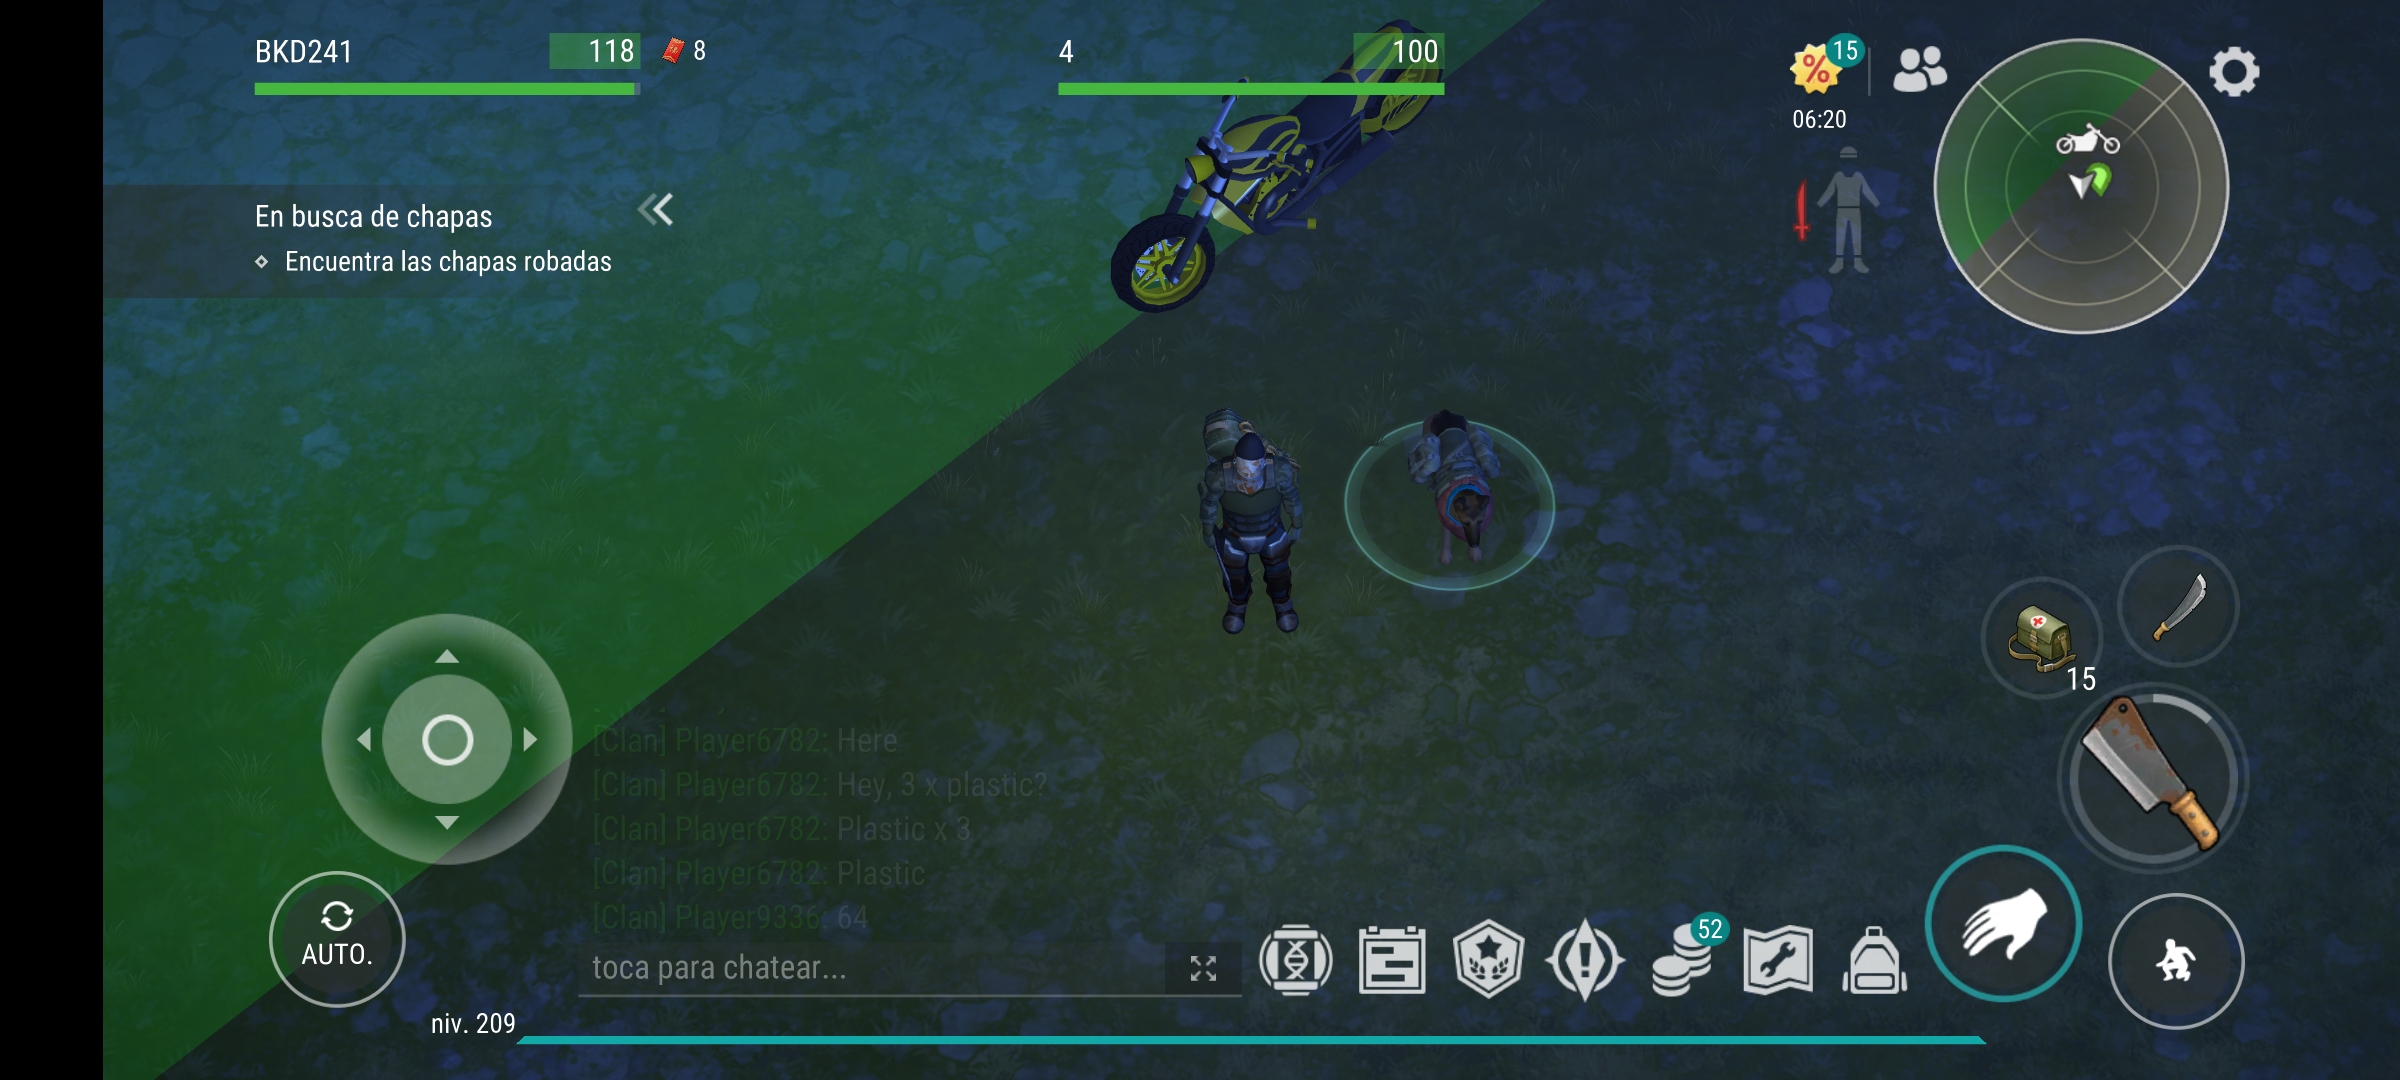 BKD241
118
8
4
100
15
06:20
En busca de chapas
Encuentra las chapas robadas
15
[Clan] Player6782: Here
[Clan] Player6782: Hey, 3 x plastic?
[Clan] Player6782: Plastic x 3
[Clan] Player6782: Plastic
[Clan] Player9336: 64
toca para chatear...
52
AUTO.
niv. 209